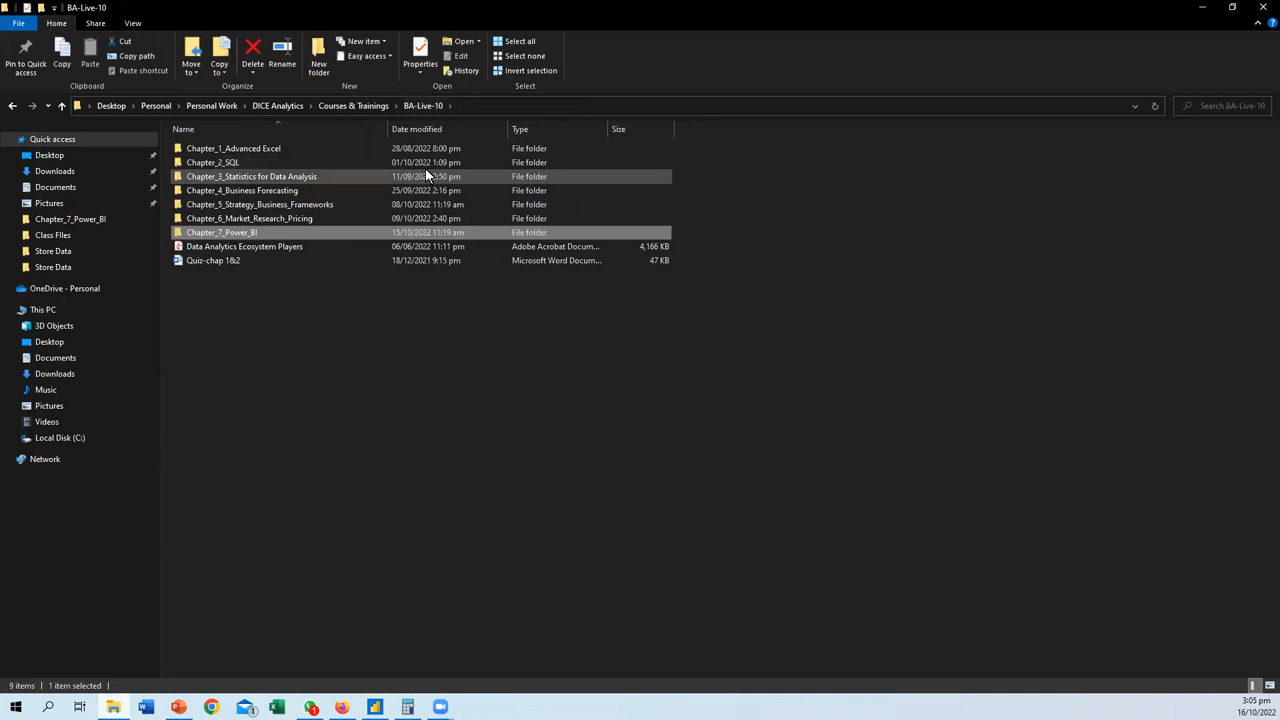 BA-Live-10
File Home Share View
Pin to Quick access
Copy
Paste
Cut
Copy path
Paste shortcut
Clipboard
Move to
Copy to
Delete
Rename
Organize
New folder
New item
Easy access
New
Properties
Open
Edit
History
Open
Select all
Select none
Invert selection
Select
Desktop Personal Personal Work DICE Analytics Courses & Trainings BA-Live-10
Search BA-Live-10
Quick access
Desktop
Downloads
Documents
Pictures
Chapter_7_Power_BI
Class Files
Store Data
Store Data
OneDrive - Personal
This PC
3D Objects
Desktop
Documents
Downloads
Music
Pictures
Videos
Local Disk (C:)
Network
Name Date modified Type Size
Chapter_1_Advanced Excel 28/08/2022 8:00 pm File folder
Chapter_2_SQL 01/10/2022 1:09 pm File folder
Chapter_3_Statistics for Data Analysis pm File folder
Chapter_4_Business Forecasting 25/09/2022 2:16 pm File folder
Chapter_5_Strategy_Business_Frameworks 08/10/2022 11:19 am File folder
Chapter_6_Market_Research_Pricing 09/10/2022 2:40 pm File folder
Chapter_7_Power_BI 15/10/2022 11:19 am File folder
Data Analytics Ecosystem Players 06/06/2022 11:11 pm Adobe Acrobat Docum... 4,166 KB
Quiz-chap 1&2 18/12/2021 9:15 pm Microsoft Word Docum... 47 KB
9 items 1 item selected
3:05 pm
16/10/2022